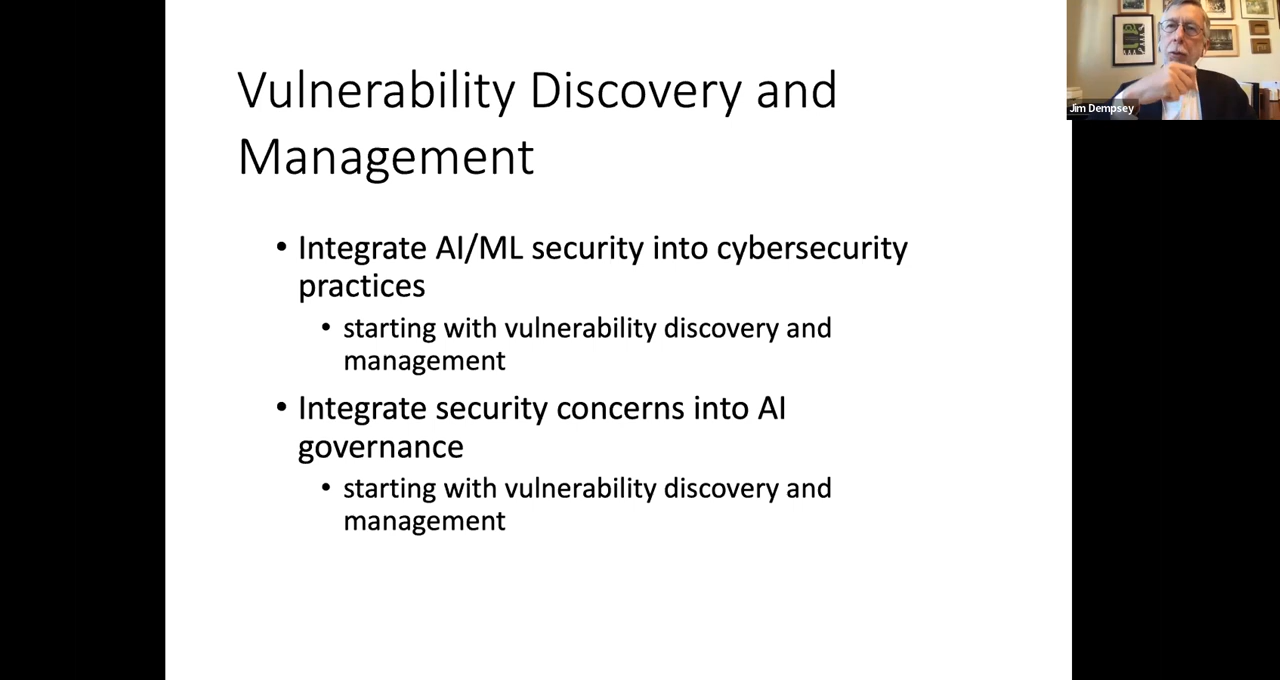 Vulnerability Discovery and
Management
• Integrate AI/ML security into cybersecurity
practices
• starting with vulnerability discovery and
management
• Integrate security concerns into AI
governance
• starting with vulnerability discovery and
management
Jim Dempsey